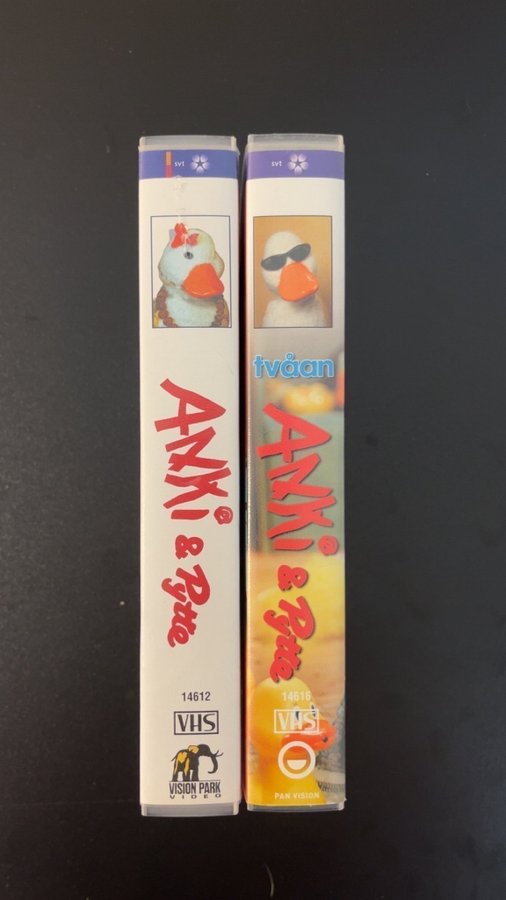 svt
ANKi
& Pytte
14612
VHS
VISION PARK
VIDEO
svt
tvåan
ANKi
& Pytte
14616
VHS
PAN VISION